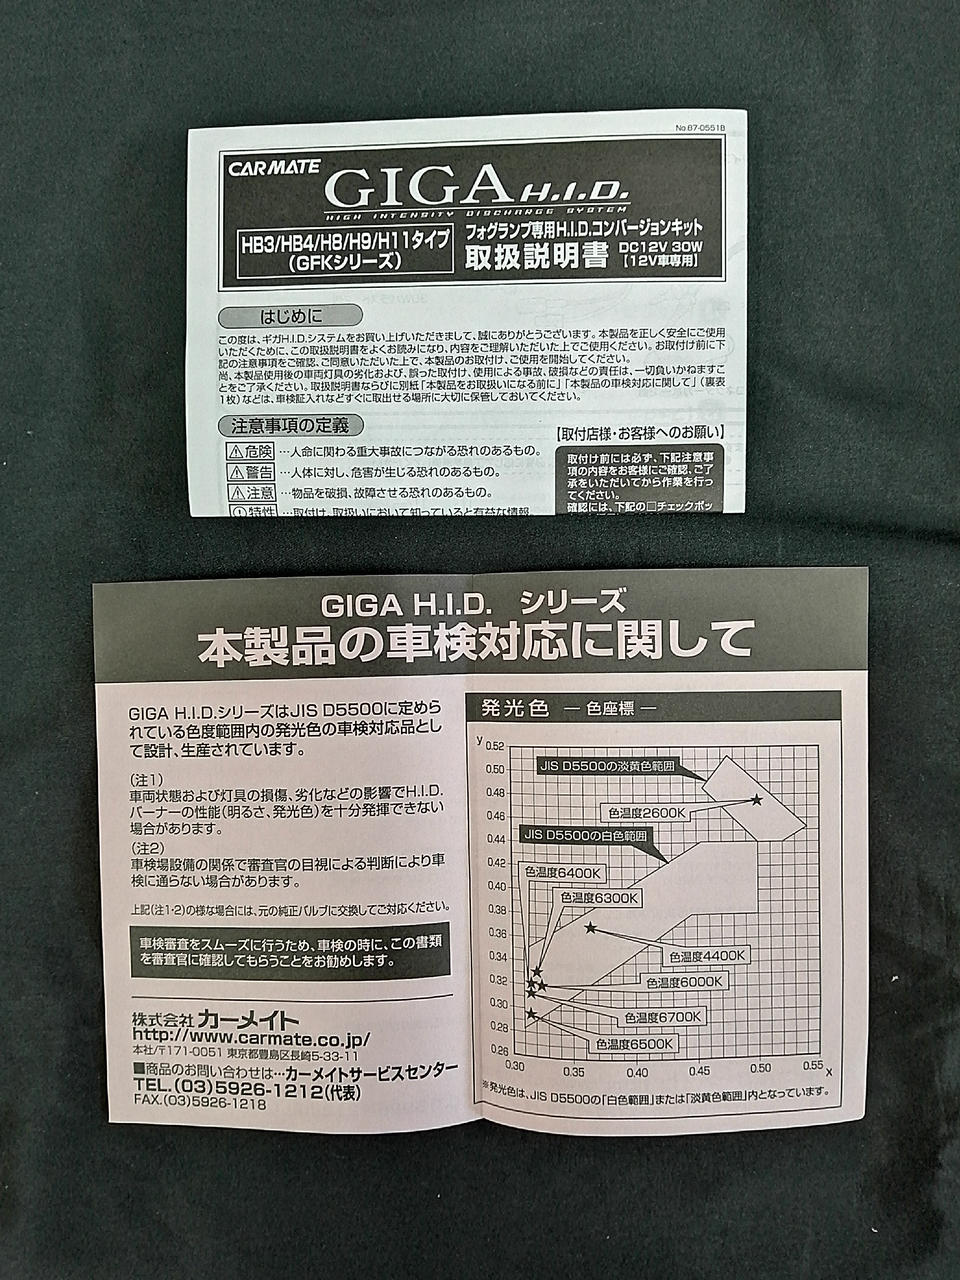 No.87-0551B
CARMATE
GIGA H.I.D.
HIGH INTENSITY DISCHARGE SYSTEM
HB3/HB4/H8/H9/H11タイプ
(GFKシリーズ)
フォグランプ専用H.I.D.コンバージョンキット
取扱説明書 DC12V 30W
【12V車専用】
はじめに
この度は、ギガH.I.D.システムをお買い上げいただきまして、誠にありがとうございます。本製品を正しく安全にご使用
いただくために、この取扱説明書をよくお読みになり、内容をご理解いただいた上でご使用ください。お取付け前に下
記の注意事項をご確認、ご同意いただいた上で、本製品のお取付け、ご使用を開始してください。
尚、本製品使用後の車両灯具の劣化および、誤った取付け、使用による事故、破損などの責任は、一切負いかねますこ
とをご了承ください。取扱説明書ならびに別紙「本製品をお取扱いになる前に」「本製品の車検対応に関して」(裏表
1枚)などは、車検証入れなどすぐに取出せる場所に大切に保管しておいてください。
注意事項の定義
危険 …人命に関わる重大事故につながる恐れのあるもの。
警告 …人体に対し、危害が生じる恐れのあるもの。
注意 …物品を破損、故障させる恐れのあるもの。
特性 …取付け、取扱いにおいて知っていると有益な情報
【取付店様・お客様へのお願い】
取付け前には必ず、下記注意事
項の内容をお客様にご確認、ご了
承をいただいてから作業を行っ
てください。
確認には、下記の□チェックボッ
GIGA H.I.D. シリーズ
本製品の車検対応に関して
GIGA H.I.D.シリーズはJIS D5500に定めら
れている色度範囲内の発光色の車検対応品とし
て設計、生産されています。
(注1)
車両状態および灯具の損傷、劣化などの影響でH.I.D.
バーナーの性能(明るさ、発光色)を十分発揮できない
場合があります。
(注2)
車検場設備の関係で審査官の目視による判断により車
検に通らない場合があります。
上記(注1・2)の様な場合には、元の純正バルブに交換してご対応ください。
車検審査をスムーズに行うため、車検の時に、この書類
を審査官に確認してもらうことをお勧めします。
株式会社 カーメイト
http://www.carmate.co.jp/
本社/〒171-0051 東京都豊島区長崎5-33-11
■商品のお問い合わせは…カーメイトサービスセンター
TEL.(03)5926-1212(代表)
FAX.(03)5926-1218
発光色 ― 色座標 ―
y
0.52
0.50
0.48
0.46
0.44
0.42
0.40
0.38
0.36
0.34
0.32
0.30
0.28
0.26
JIS D5500の淡黄色範囲
色温度2600K
JIS D5500の白色範囲
色温度6400K
色温度6300K
色温度4400K
色温度6000K
色温度6700K
色温度6500K
0.30 0.35 0.40 0.45 0.50 0.55 x
※発光色は、JIS D5500の「白色範囲」または「淡黄色範囲」内となっています。